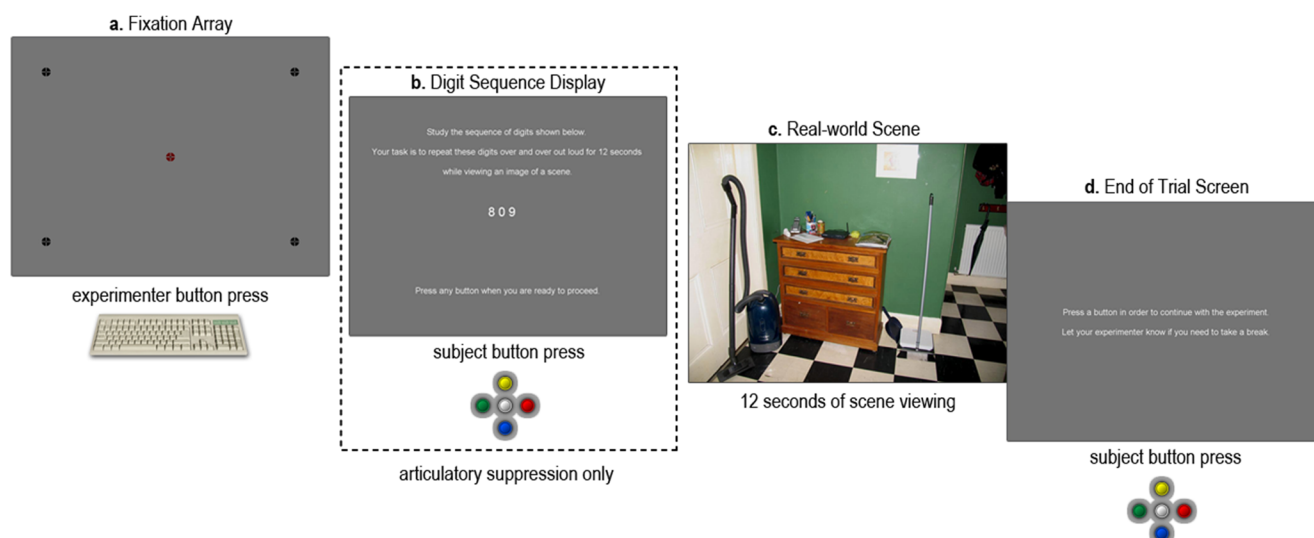 a. Fixation Array
experimenter button press
b. Digit Sequence Display
Study the sequence of digits shown below.
Your task is to repeat these digits over and over out loud for 12 seconds
while viewing an image of a scene.
8 0 9
Press any button when you are ready to proceed.
subject button press
articulatory suppression only
c. Real-world Scene
12 seconds of scene viewing
d. End of Trial Screen
Press a button in order to continue with the experiment.
Let your experimenter know if you need to take a break.
subject button press